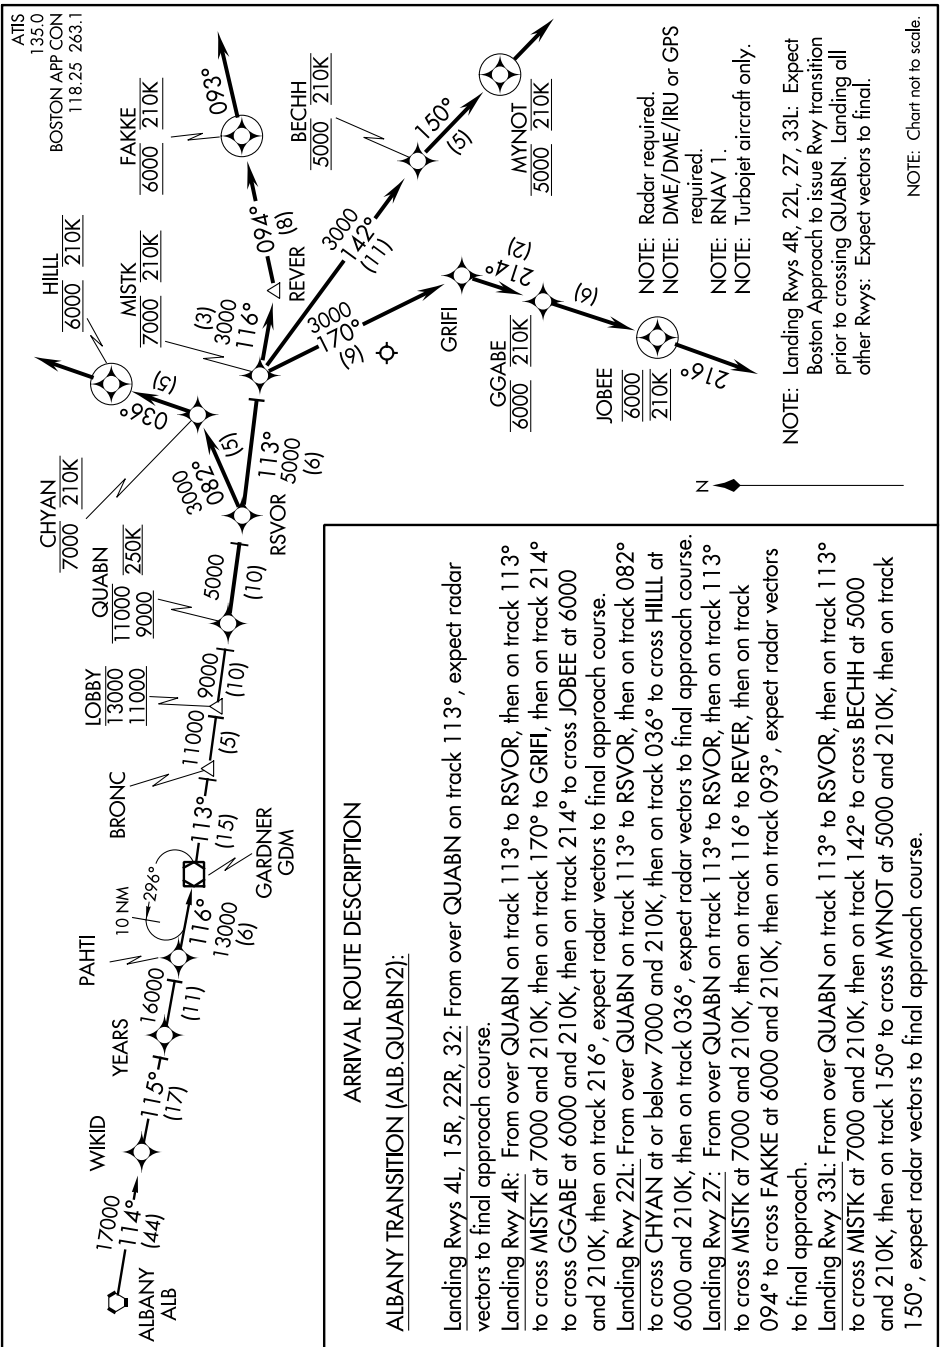 ATIS
135.0
BOSTON APP CON
118.25 263.1
ALBANY
ALB
17000
114°
(44)
WIKID
115°
(17)
YEARS
16000
(11)
PAHTI
10 NM
296°
116°
13000
(6)
GARDNER
GDM
113°
(15)
BRONC
11000
(5)
LOBBY
13000
11000
9000
(10)
QUABN
11000 250K
9000
5000
(10)
RSVOR
CHYAN
7000 210K
3000
082°
(5)
036°
(5)
HILLL
6000 210K
113°
5000
(6)
MISTK
7000 210K
(3)
3000
116°
REVER
094°
(8)
FAKKE
6000 210K
093°
3000
142°
(11)
BECHH
5000 210K
150°
(5)
MYNOT
5000 210K
3000
170°
(9)
GRIFI
214°
(2)
GGABE
6000 210K
(6)
JOBEE
6000
210K
216°
N
NOTE: Radar required.
NOTE: DME/DME/IRU or GPS
required.
NOTE: RNAV 1.
NOTE: Turbojet aircraft only.
NOTE: Landing Rwys 4R, 22L, 27, 33L: Expect
Boston Approach to issue Rwy transition
prior to crossing QUABN. Landing all
other Rwys: Expect vectors to final.
NOTE: Chart not to scale.
ARRIVAL ROUTE DESCRIPTION
ALBANY TRANSITION (ALB.QUABN2):
Landing Rwys 4L, 15R, 22R, 32: From over QUABN on track 113°, expect radar
vectors to final approach course.
Landing Rwy 4R: From over QUABN on track 113° to RSVOR, then on track 113°
to cross MISTK at 7000 and 210K, then on track 170° to GRIFI, then on track 214°
to cross GGABE at 6000 and 210K, then on track 214° to cross JOBEE at 6000
and 210K, then on track 216°, expect radar vectors to final approach course.
Landing Rwy 22L: From over QUABN on track 113° to RSVOR, then on track 082°
to cross CHYAN at or below 7000 and 210K, then on track 036° to cross HILLL at
6000 and 210K, then on track 036°, expect radar vectors to final approach course.
Landing Rwy 27: From over QUABN on track 113° to RSVOR, then on track 113°
to cross MISTK at 7000 and 210K, then on track 116° to REVER, then on track
094° to cross FAKKE at 6000 and 210K, then on track 093°, expect radar vectors
to final approach.
Landing Rwy 33L: From over QUABN on track 113° to RSVOR, then on track 113°
to cross MISTK at 7000 and 210K, then on track 142° to cross BECHH at 5000
and 210K, then on track 150° to cross MYNOT at 5000 and 210K, then on track
150°, expect radar vectors to final approach course.